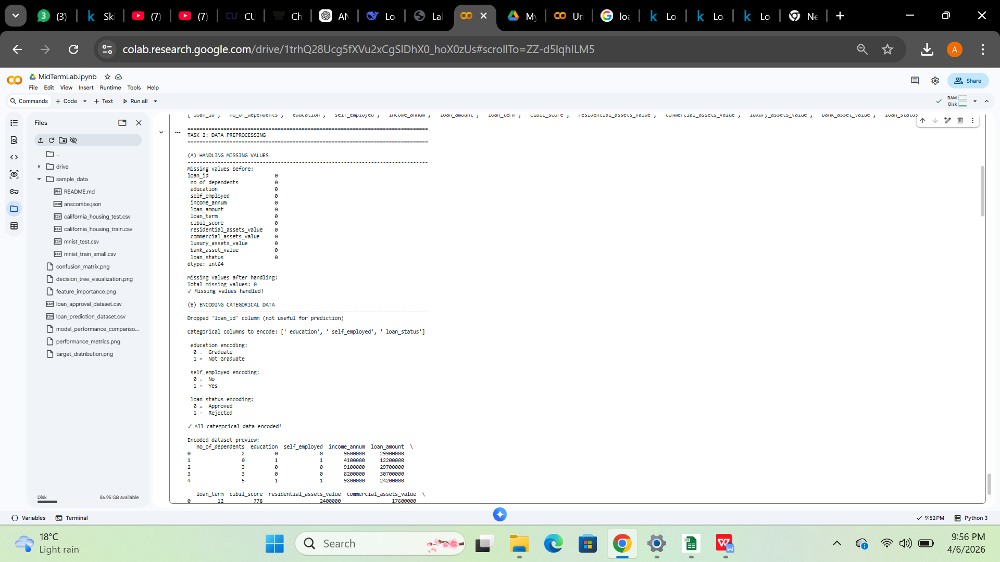 (3)
Ski
(7)
(7)
CU
Ch
AN
Lo
La
My
Un
loa
Lo
Lo
Lo
Ne
colab.research.google.com/drive/1trhQ28Ucg5fXVu2xCgSlDhX0_hoX0zUs#scrollTo=ZZ-d5lqhILM5
A
MidTermLab.ipynb
File Edit View Insert Runtime Tools Help
Share
Commands + Code + Text Run all
RAM
Disk
Files
..
drive
sample_data
README.md
anscombe.json
california_housing_test.csv
california_housing_train.csv
mnist_test.csv
mnist_train_small.csv
confusion_matrix.png
decision_tree_visualization.png
feature_importance.png
loan_approval_dataset.csv
loan_prediction_dataset.csv
model_performance_compariso...
performance_metrics.png
target_distribution.png
Disk 86.95 GB available
['loan_id', ' no_of_dependents', ' education', ' self_employed', ' income_annum', ' loan_amount', ' loan_term', ' cibil_score', ' residential_assets_value', ' commercial_assets_value', ' luxury_assets_value', ' bank_asset_value', ' loan_status
================================================================================
TASK 2: DATA PREPROCESSING
================================================================================
(A) HANDLING MISSING VALUES
--------------------------------------------------------------------------------
Missing values before:
loan_id 0
no_of_dependents 0
education 0
self_employed 0
income_annum 0
loan_amount 0
loan_term 0
cibil_score 0
residential_assets_value 0
commercial_assets_value 0
luxury_assets_value 0
bank_asset_value 0
loan_status 0
dtype: int64
Missing values after handling:
Total missing values: 0
✓ Missing values handled!
(B) ENCODING CATEGORICAL DATA
--------------------------------------------------------------------------------
Dropped 'loan_id' column (not useful for prediction)
Categorical columns to encode: [' education', ' self_employed', ' loan_status']
education encoding:
0 = Graduate
1 = Not Graduate
self_employed encoding:
0 = No
1 = Yes
loan_status encoding:
0 = Approved
1 = Rejected
✓ All categorical data encoded!
Encoded dataset preview:
no_of_dependents education self_employed income_annum loan_amount \
0 2 0 0 9600000 29900000
1 0 1 1 4100000 12200000
2 3 0 0 9100000 29700000
3 3 0 0 8200000 30700000
4 5 1 1 9800000 24200000
loan_term cibil_score residential_assets_value commercial_assets_value \
0 12 778 2400000 17600000
Variables Terminal
9:52 PM Python 3
18°C
Light rain
Search
9:56 PM
4/6/2026